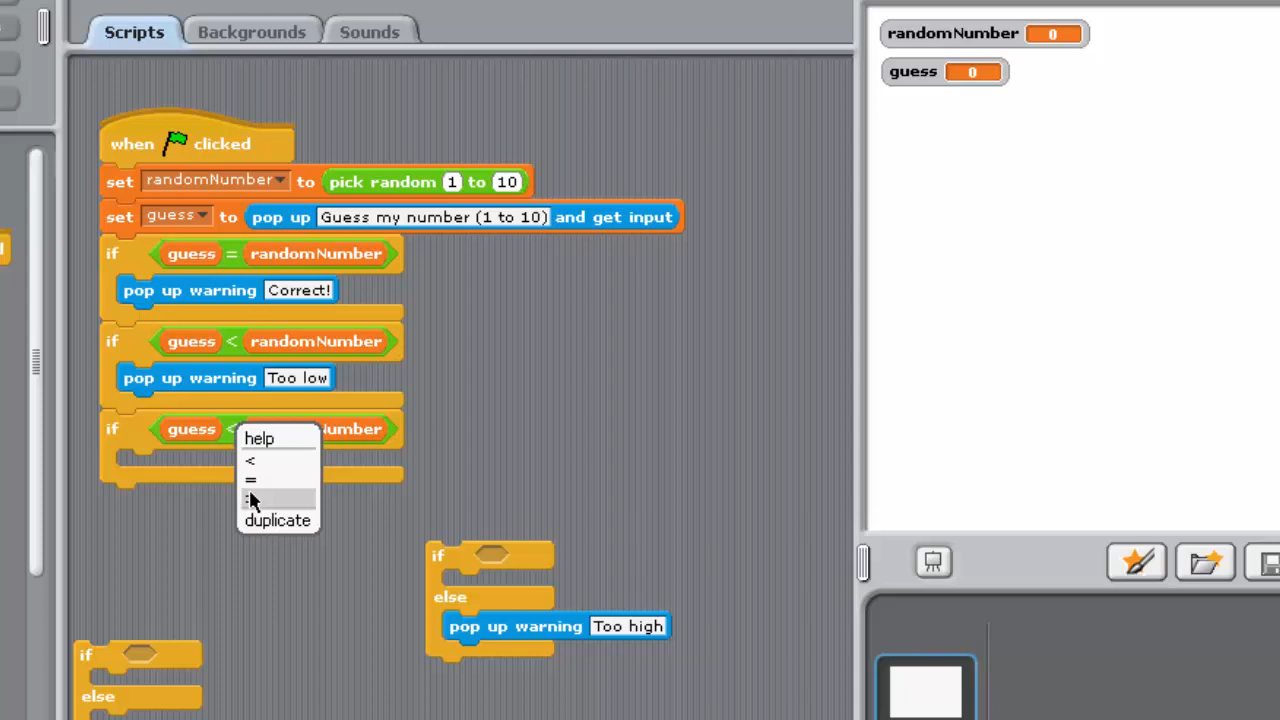 Scripts Backgrounds Sounds
randomNumber 0
guess 0
when clicked
set randomNumber to pick random 1 to 10
set guess to pop up Guess my number (1 to 10) and get input
if guess = randomNumber
pop up warning Correct!
if guess < randomNumber
pop up warning Too low
if guess < Number
help
<
=
duplicate
if
else
pop up warning Too high
if
else